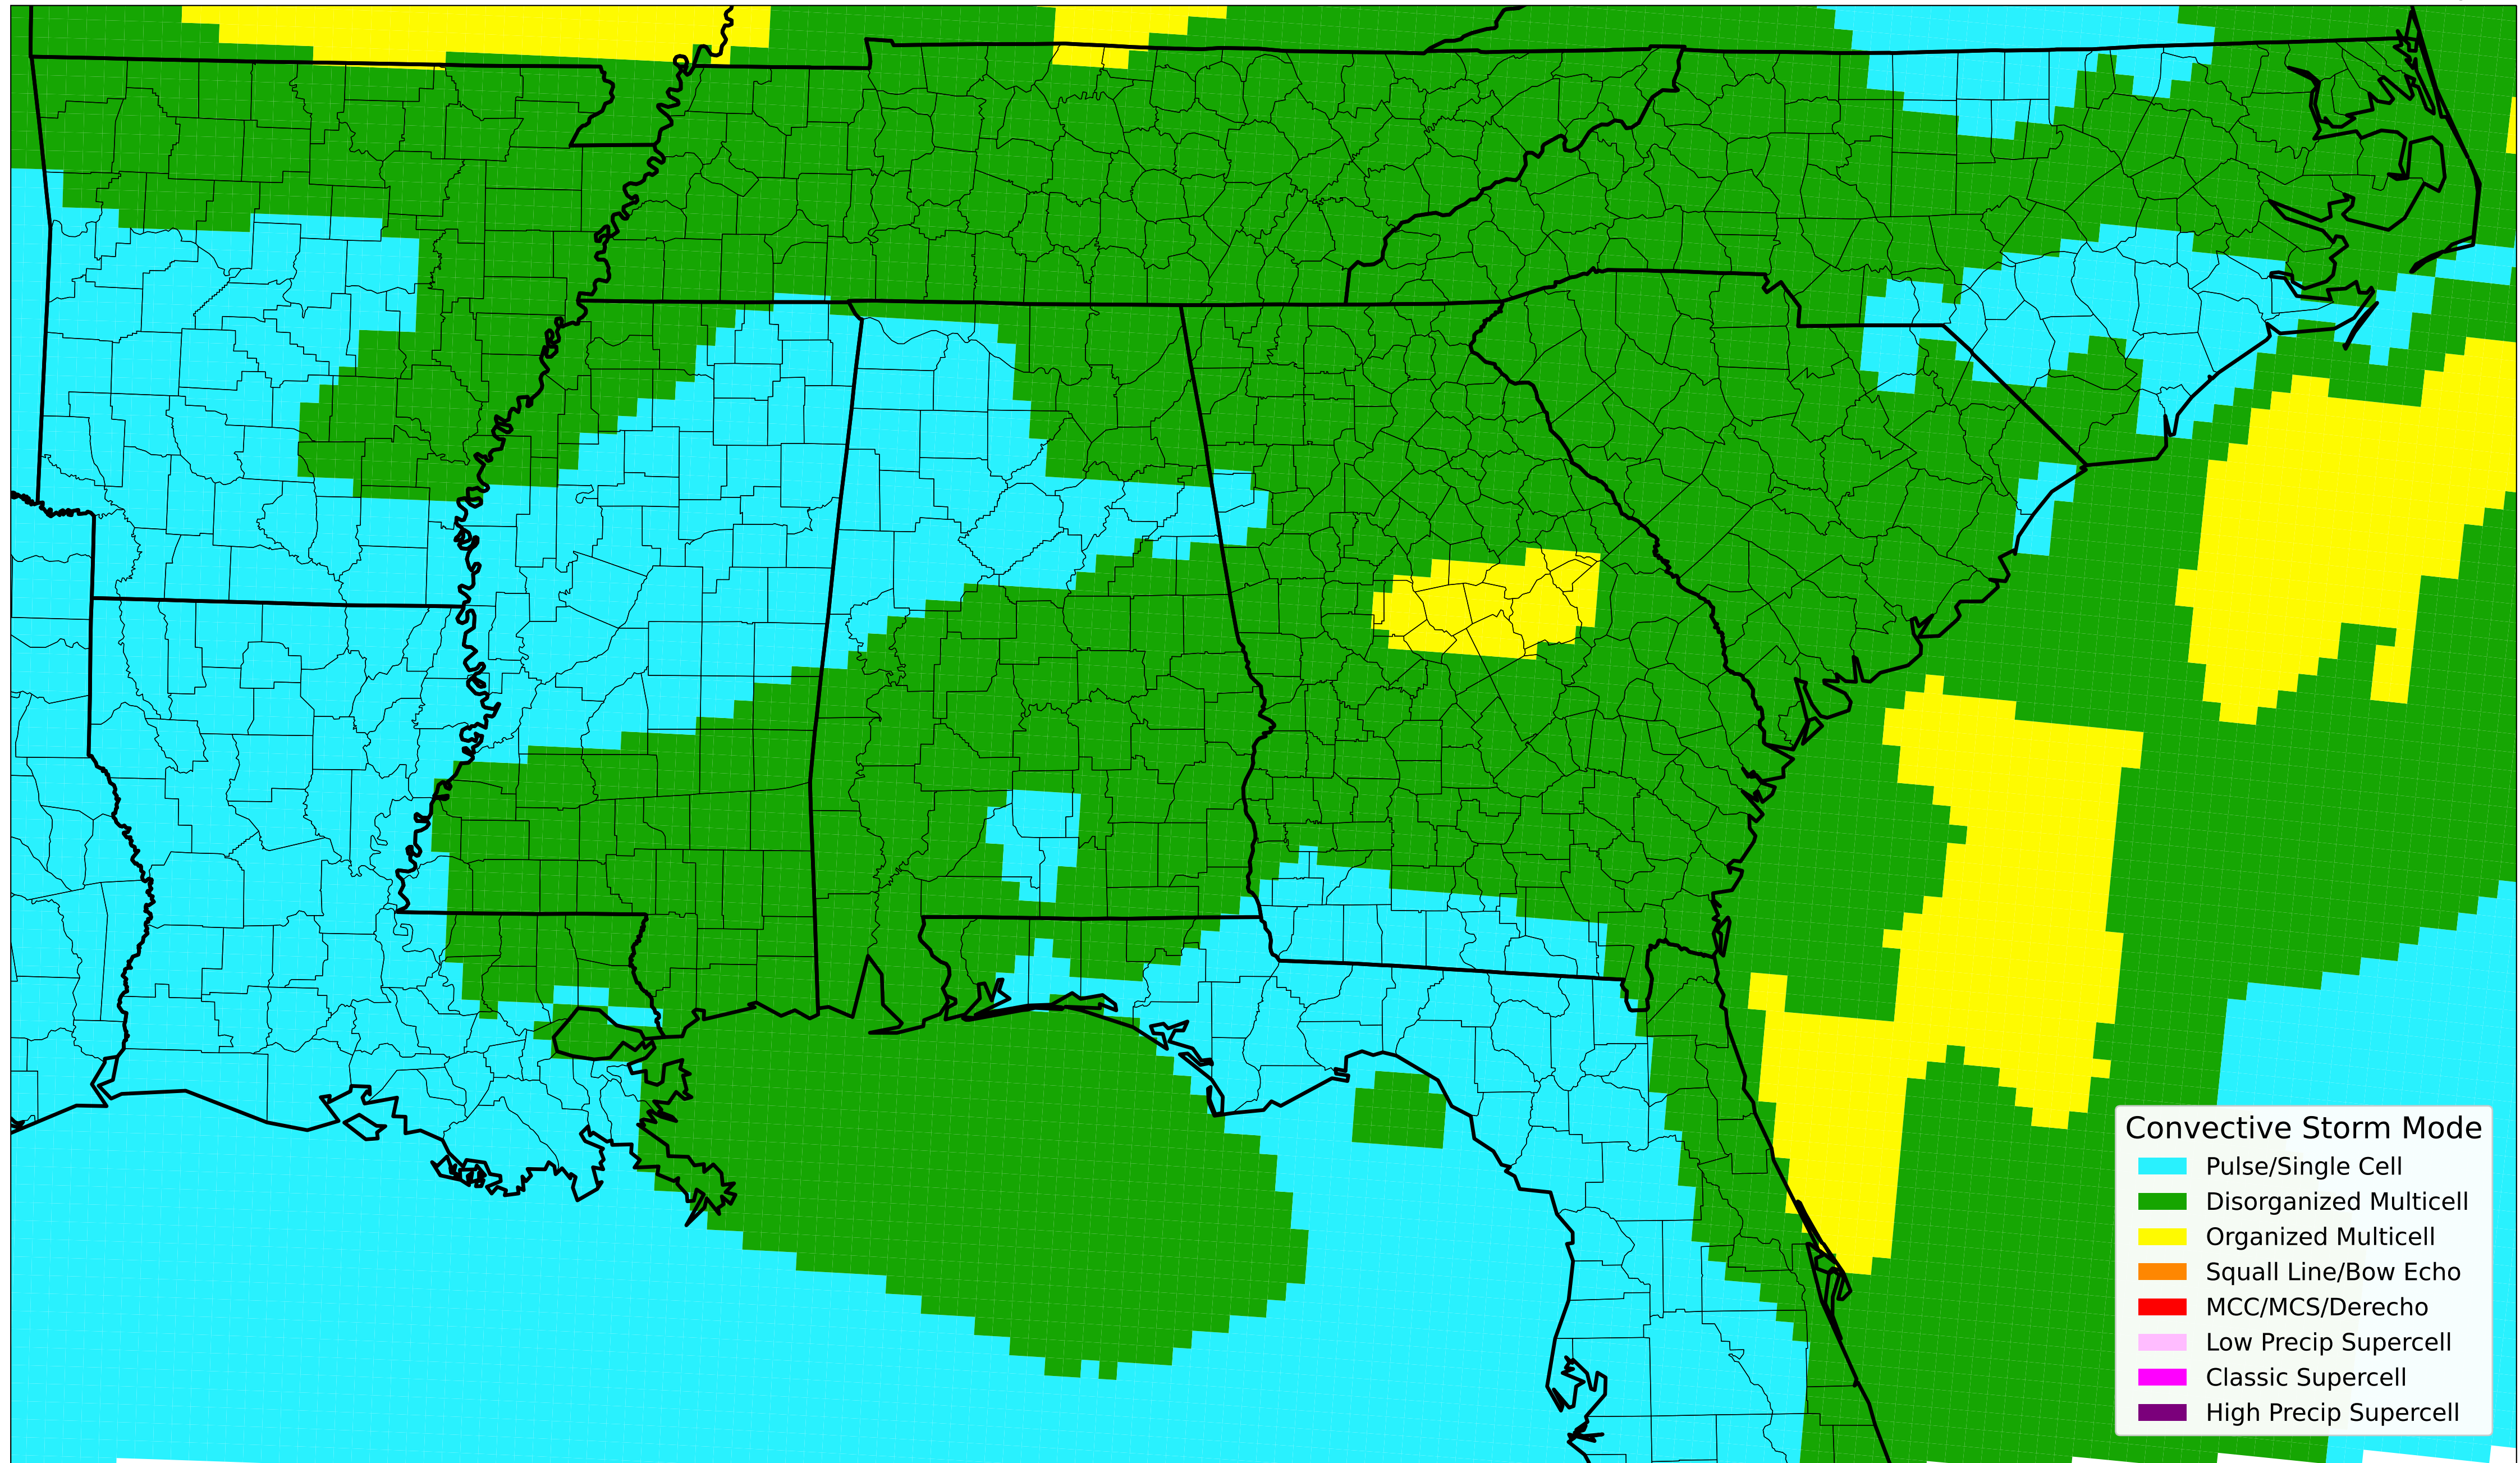 Convective Storm Mode
Pulse/Single Cell
Disorganized Multicell
Organized Multicell
Squall Line/Bow Echo
MCC/MCS/Derecho
Low Precip Supercell
Classic Supercell
High Precip Supercell